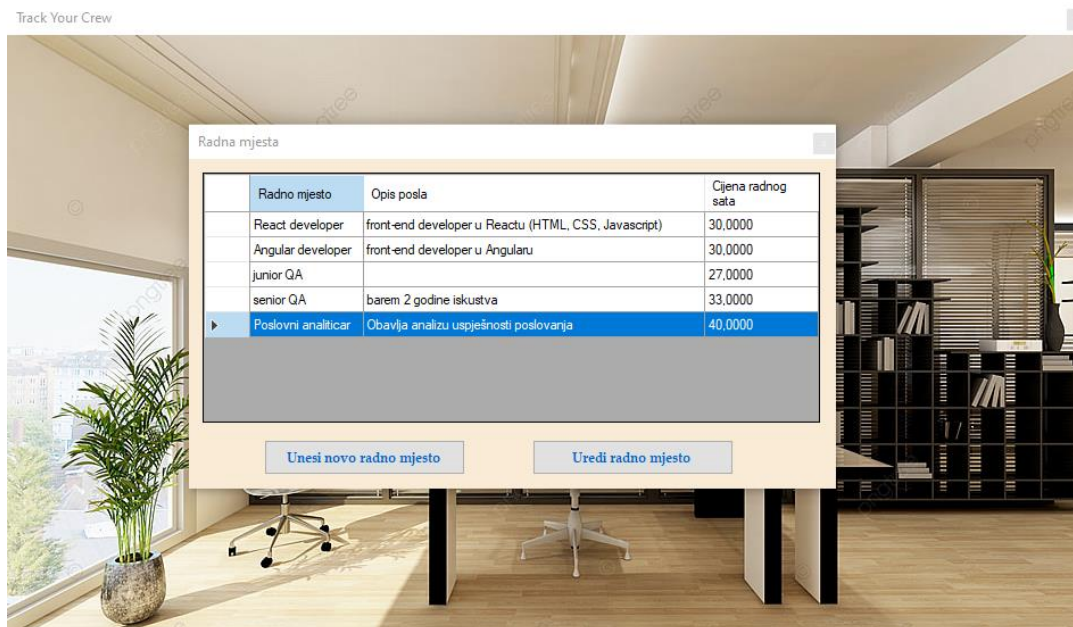 Track Your Crew
Radna mjesta
Radno mjesto Opis posla Cijena radnog sata
React developer front-end developer u Reactu (HTML, CSS, Javascript) 30,0000
Angular developer front-end developer u Angularu 30,0000
junior QA 27,0000
senior QA barem 2 godine iskustva 33,0000
Poslovni analiticar Obavlja analizu uspješnosti poslovanja 40,0000
Unesi novo radno mjesto Uredi radno mjesto
pngtree